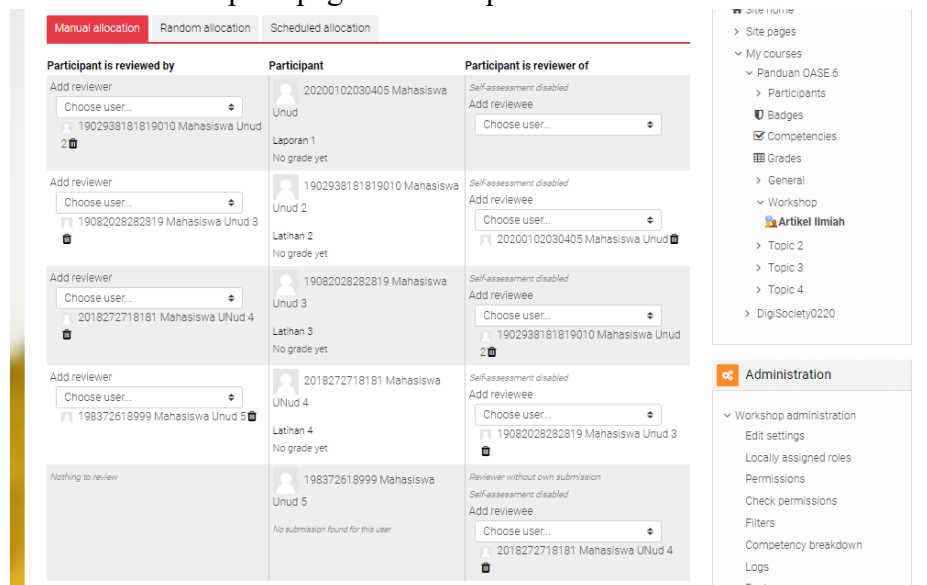 Manual allocation Random allocation Scheduled allocation
Participant is reviewed by Participant Participant is reviewer of
Add reviewer
Choose user...
1902938181819010 Mahasiswa Unud
2
20200102030405 Mahasiswa
Unud
Laporan 1
No grade yet
Self-assessment disabled
Add reviewee
Choose user...
Add reviewer
Choose user...
19082028282819 Mahasiswa Unud 3
1902938181819010 Mahasiswa
Unud 2
Latihan 2
No grade yet
Self-assessment disabled
Add reviewee
Choose user...
20200102030405 Mahasiswa Unud
Add reviewer
Choose user...
2018272718181 Mahasiswa UNud 4
19082028282819 Mahasiswa
Unud 3
Latihan 3
No grade yet
Self-assessment disabled
Add reviewee
Choose user...
1902938181819010 Mahasiswa Unud
2
Add reviewer
Choose user...
198372618999 Mahasiswa Unud 5
2018272718181 Mahasiswa
UNud 4
Latihan 4
No grade yet
Self-assessment disabled
Add reviewee
Choose user...
19082028282819 Mahasiswa Unud 3
Nothing to review
198372618999 Mahasiswa
Unud 5
No submission found for this user
Reviewer without own submission
Self-assessment disabled
Add reviewee
Choose user...
2018272718181 Mahasiswa UNud 4
Site home
Site pages
My courses
Panduan OASE 6
Participants
Badges
Competencies
Grades
General
Workshop
Artikel Ilmiah
Topic 2
Topic 3
Topic 4
DigiSociety0220
Administration
Workshop administration
Edit settings
Locally assigned roles
Permissions
Check permissions
Filters
Competency breakdown
Logs